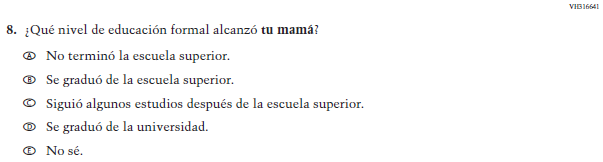 VH316641
8. ¿Qué nivel de educación formal alcanzó tu mamá?
Ⓐ No terminó la escuela superior.
Ⓑ Se graduó de la escuela superior.
Ⓒ Siguió algunos estudios después de la escuela superior.
Ⓓ Se graduó de la universidad.
Ⓔ No sé.